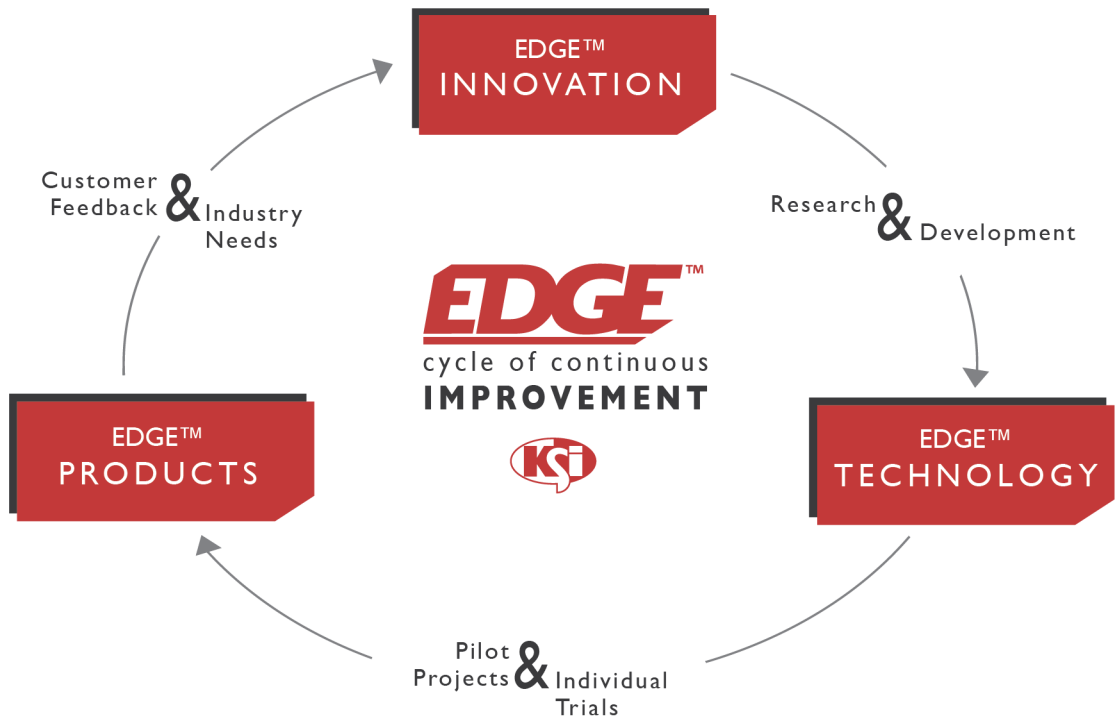 EDGE™
INNOVATION
Customer
Feedback & Industry
Needs
Research & Development
EDGE™
cycle of continuous
IMPROVEMENT
KSi
EDGE™
PRODUCTS
EDGE™
TECHNOLOGY
Pilot
Projects & Individual
Trials